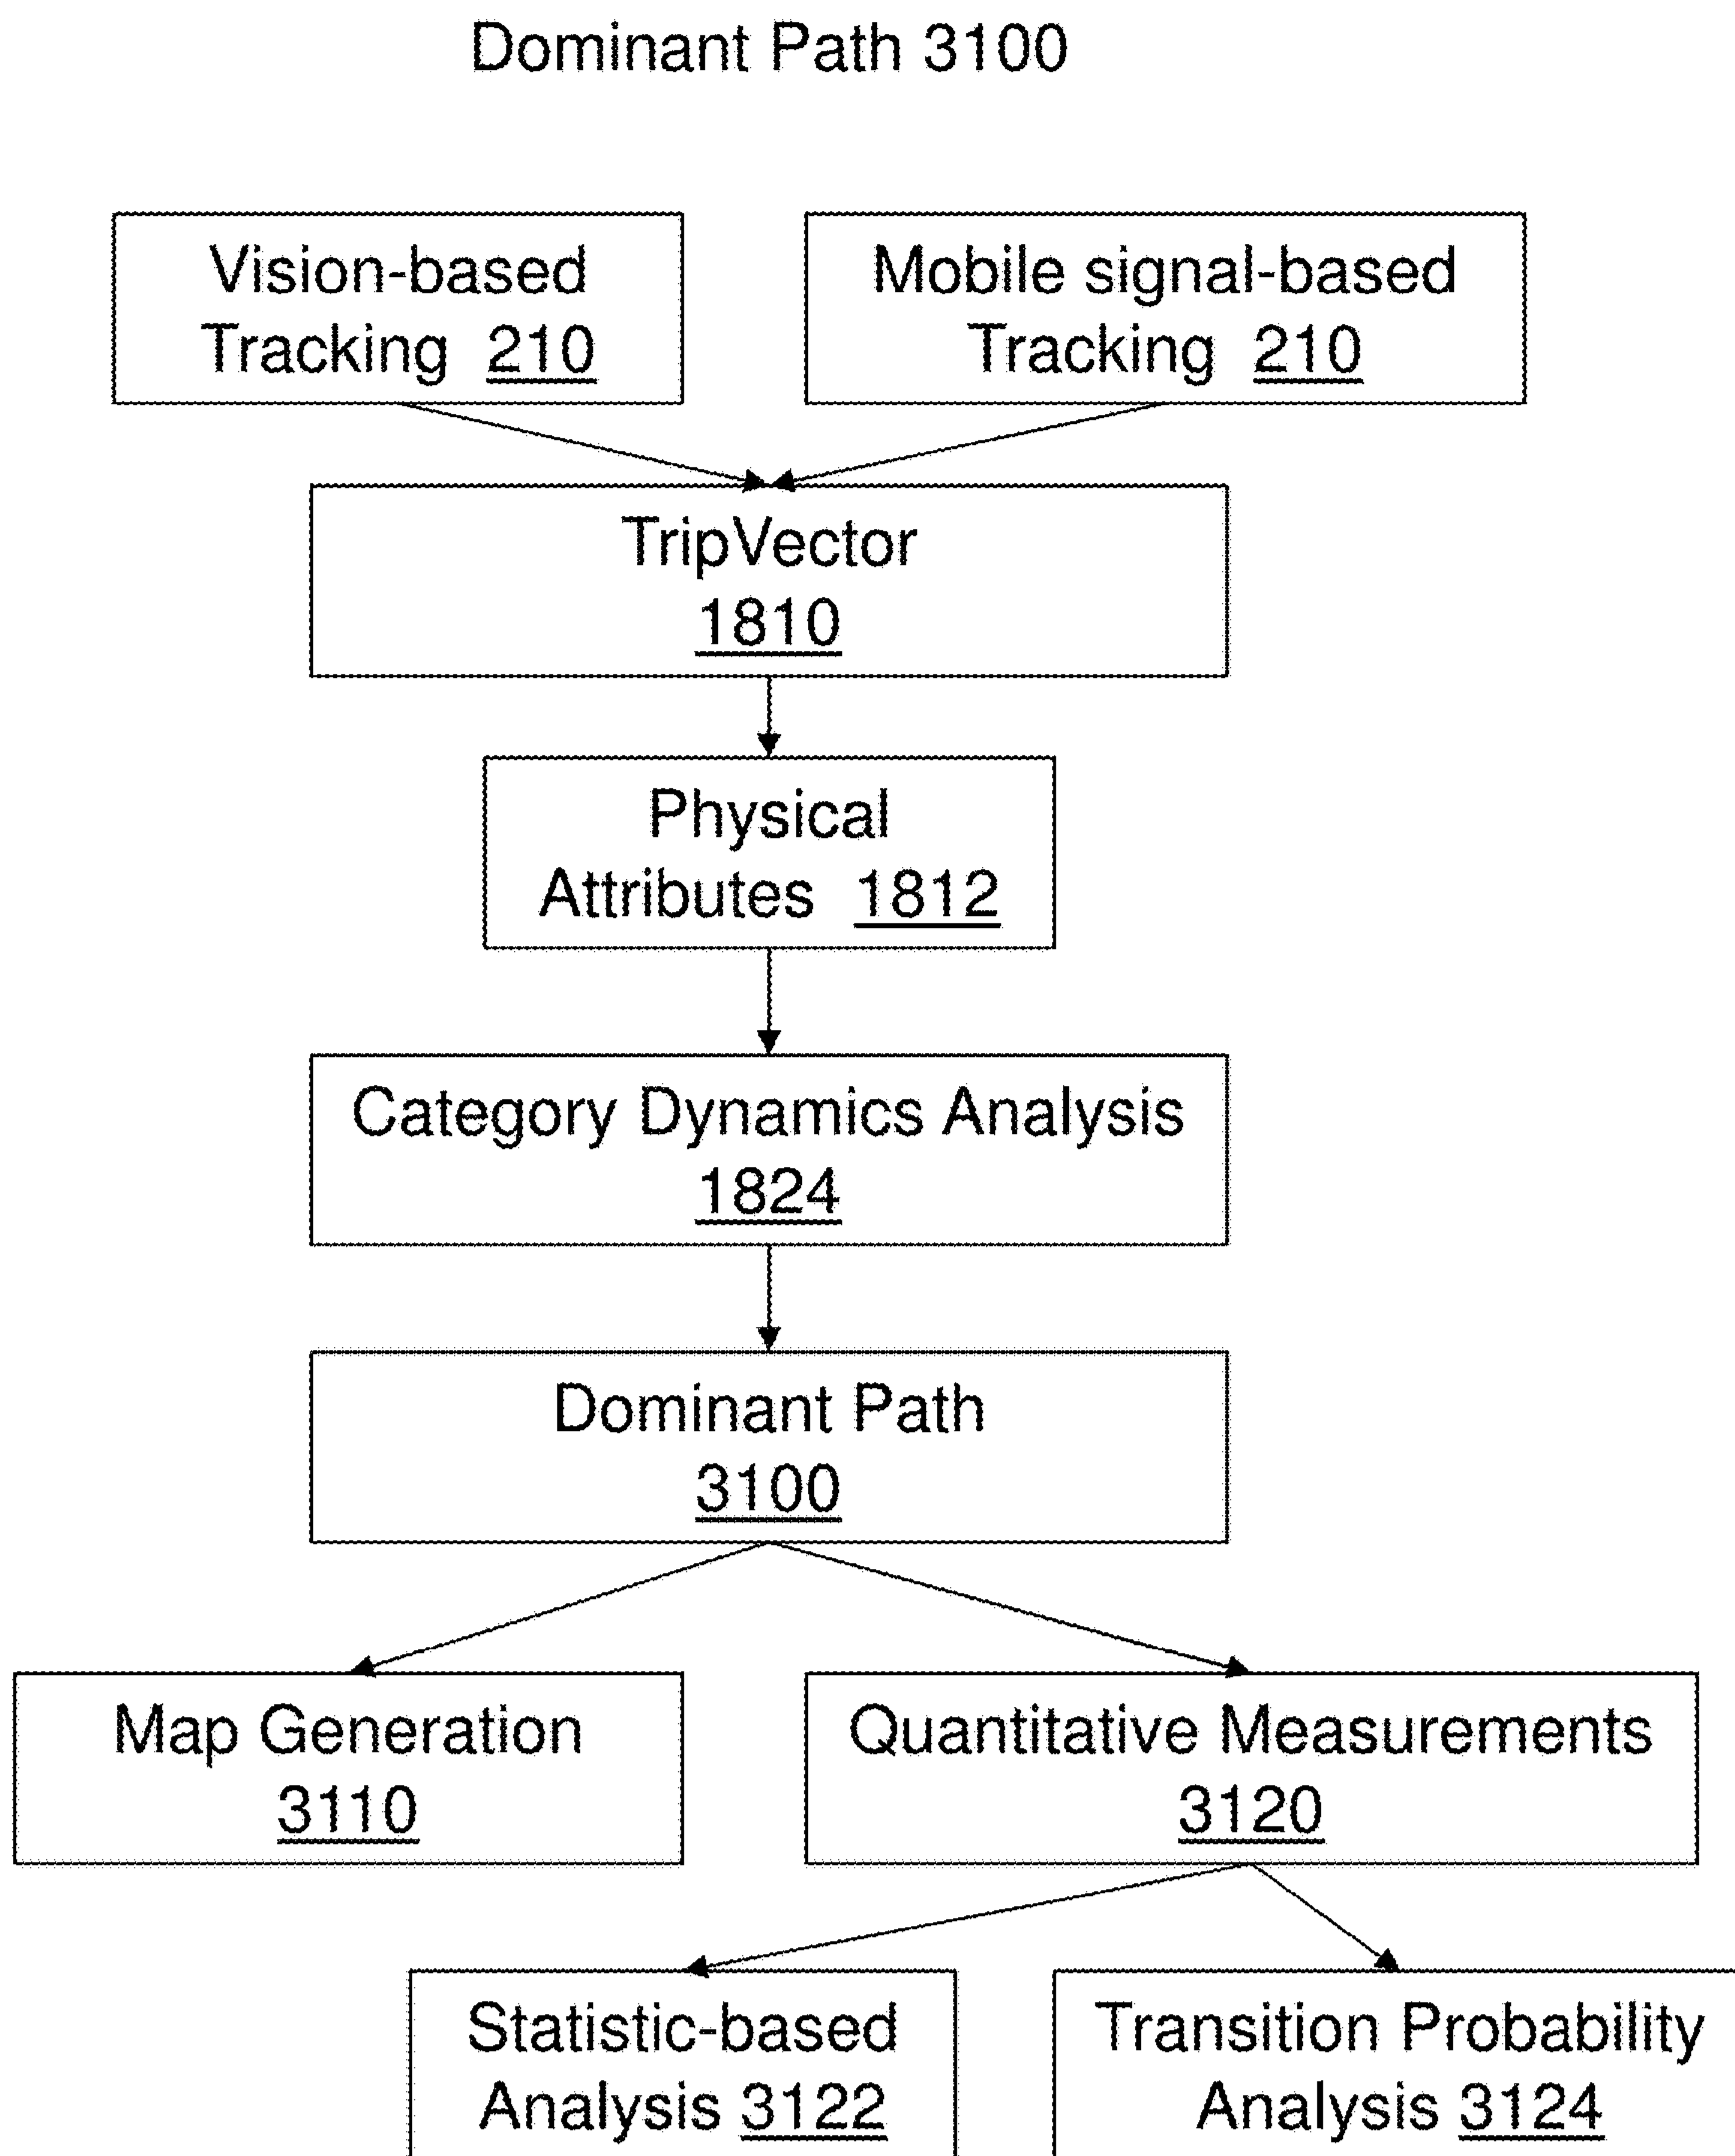 Dominant Path 3100
Vision-based
Tracking 210
Mobile signal-based
Tracking 210
TripVector
1810
Physical
Attributes 1812
Category Dynamics Analysis
1824
Dominant Path
3100
Map Generation
3110
Quantitative Measurements
3120
Statistic-based
Analysis 3122
Transition Probability
Analysis 3124